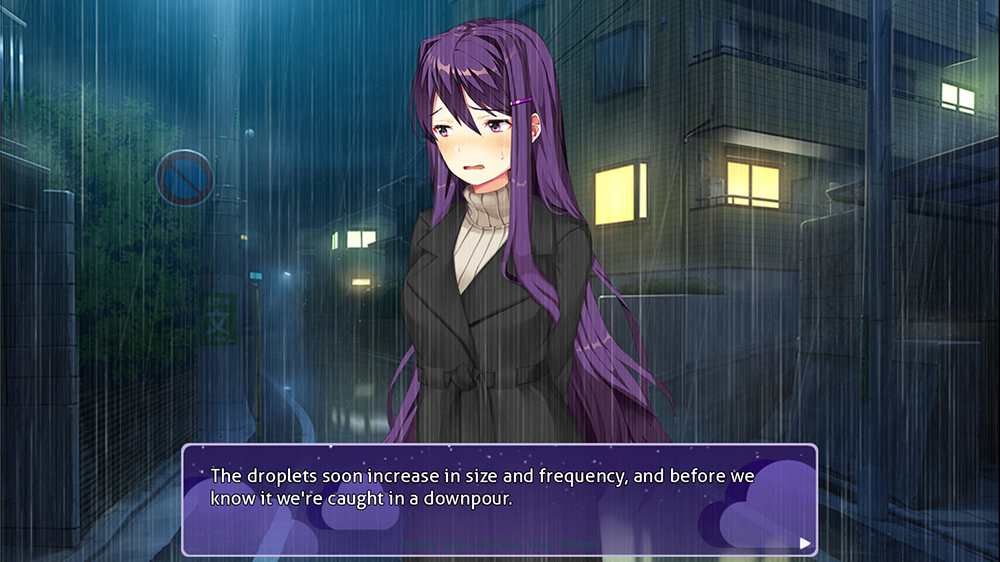 The droplets soon increase in size and frequency, and before we
know it we're caught in a downpour.